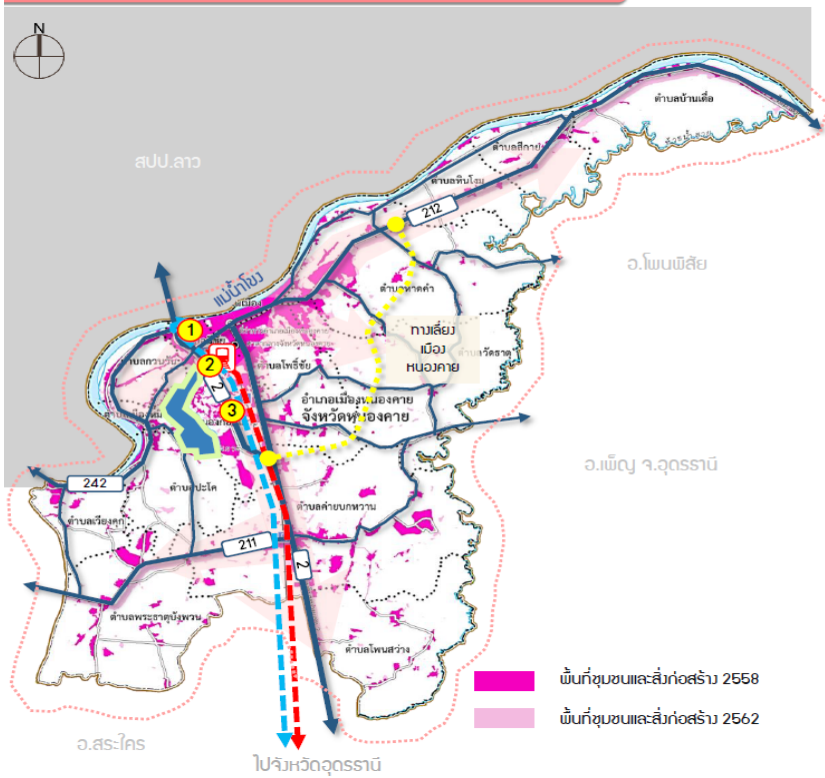 N
ตำบลบ้านเดื่อ
สปป.ลาว
ตำบลสีกาย
ตำบลหินโงม
212
อ.โพนพิสัย
แม่น้ำโขง
ตำบลหาดคำ
1
ทางเลี่ยง
เมือง
หนองคาย
ตำบลวัดธาตุ
ตำบลกวนวัน
2
ตำบลโพธิ์ชัย
2
3
อำเภอเมืองหนองคาย
จังหวัดหนองคาย
อ.เพ็ญ จ.อุดรธานี
242
ตำบลปะโค
ตำบลค่ายบกหวาน
ตำบลเวียงคุก
211
2
ตำบลพระธาตุบังพวน
ตำบลโพนสว่าง
พื้นที่ชุมชนและสิ่งก่อสร้าง 2558
พื้นที่ชุมชนและสิ่งก่อสร้าง 2562
อ.สระใคร
ไปจังหวัดอุดรธานี